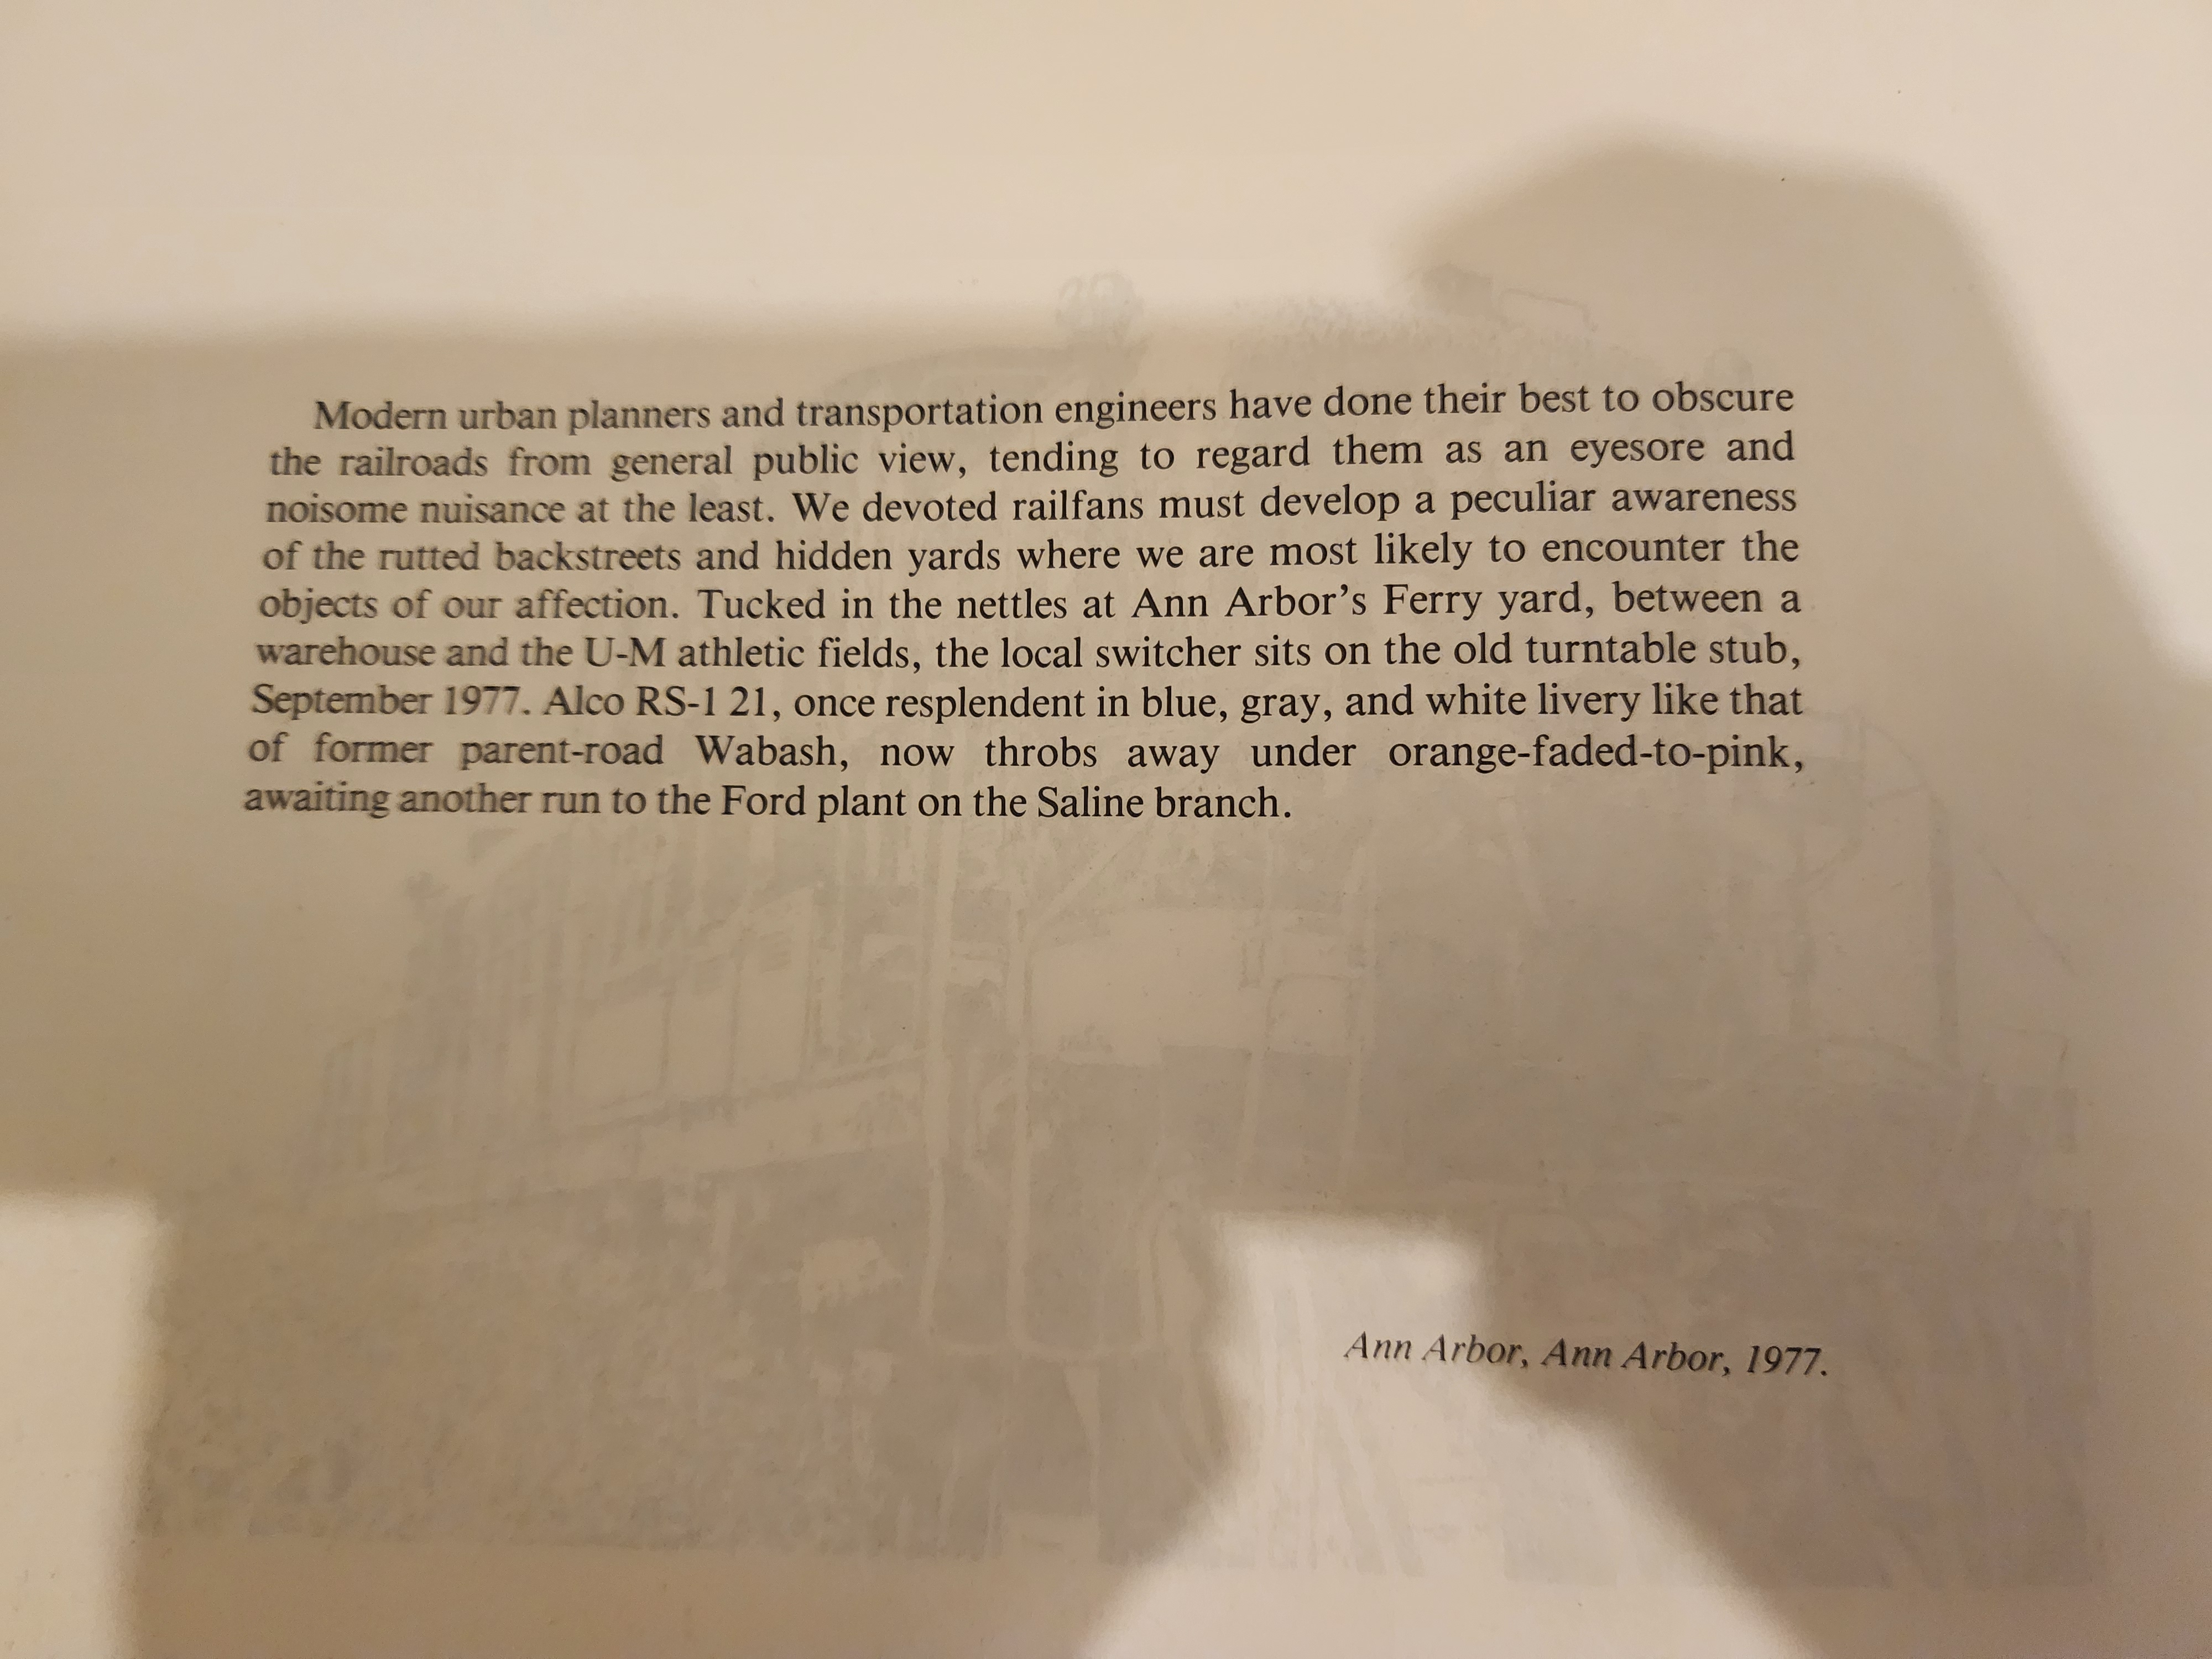 Modern urban planners and transportation engineers have done their best to obscure
the railroads from general public view, tending to regard them as an eyesore and
noisome nuisance at the least. We devoted railfans must develop a peculiar awareness
of the rutted backstreets and hidden yards where we are most likely to encounter the
objects of our affection. Tucked in the nettles at Ann Arbor’s Ferry yard, between a
warehouse and the U-M athletic fields, the local switcher sits on the old turntable stub,
September 1977. Alco RS-1 21, once resplendent in blue, gray, and white livery like that
of former parent-road Wabash, now throbs away under orange-faded-to-pink,
awaiting another run to the Ford plant on the Saline branch.
Ann Arbor, Ann Arbor, 1977.